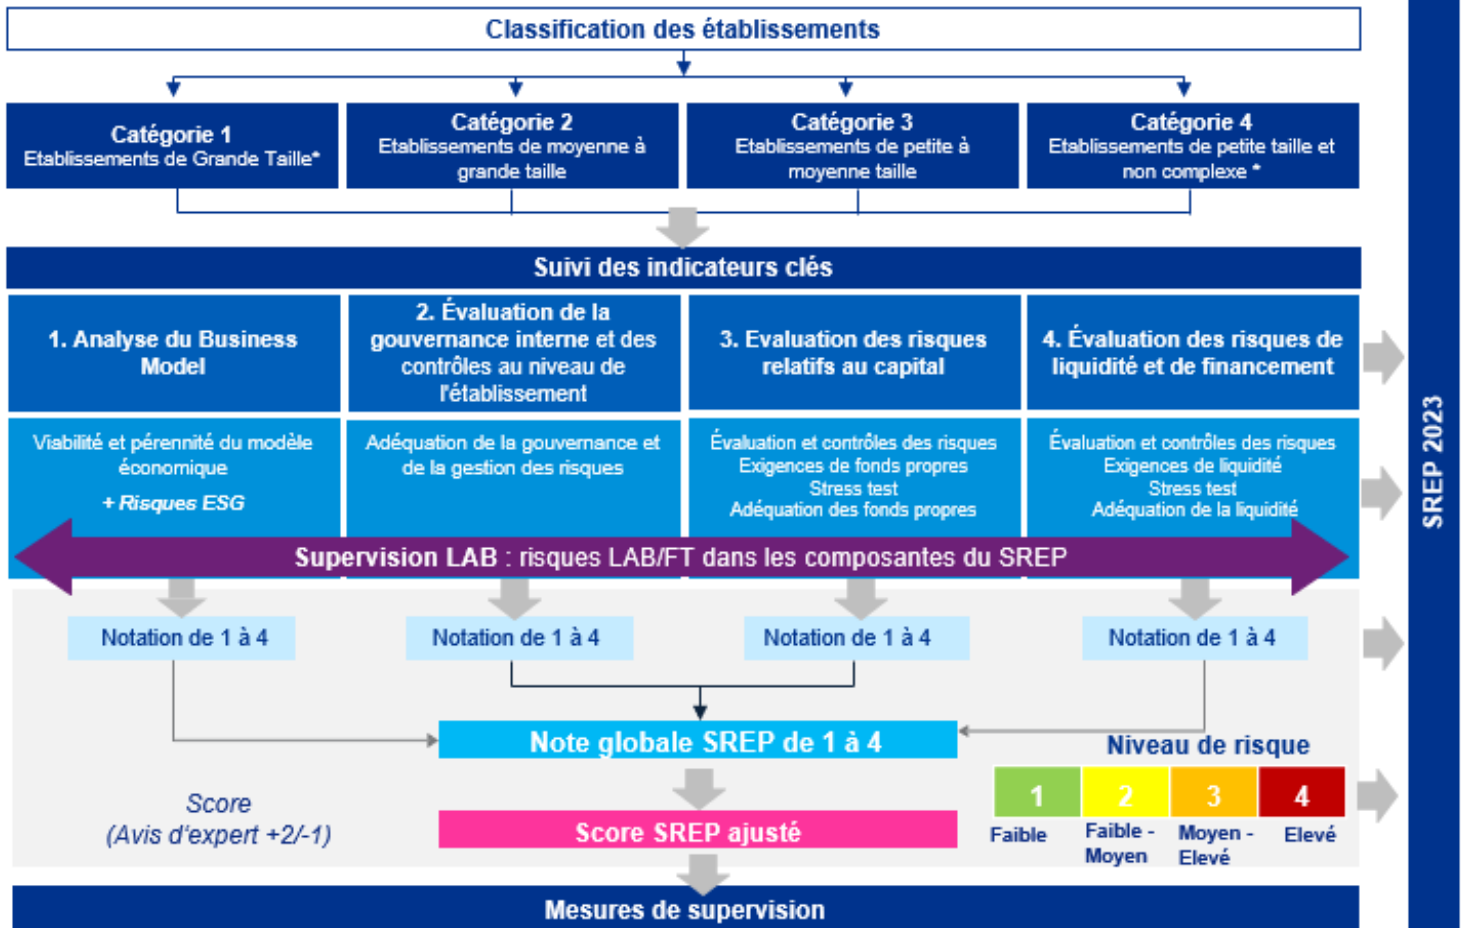 Classification des établissements
Catégorie 1
Etablissements de Grande Taille*
Catégorie 2
Etablissements de moyenne à
grande taille
Catégorie 3
Etablissements de petite à
moyenne taille
Catégorie 4
Etablissements de petite taille et
non complexe *
Suivi des indicateurs clés
1. Analyse du Business
Model
2. Évaluation de la
gouvernance interne et des
contrôles au niveau de
l'établissement
3. Evaluation des risques
relatifs au capital
4. Évaluation des risques de
liquidité et de financement
Viabilité et pérennité du modèle
économique
+ Risques ESG
Adéquation de la gouvernance et
de la gestion des risques
Évaluation et contrôles des risques
Exigences de fonds propres
Stress test
Adéquation des fonds propres
Évaluation et contrôles des risques
Exigences de liquidité
Stress test
Adéquation de la liquidité
Supervision LAB : risques LAB/FT dans les composantes du SREP
Notation de 1 à 4
Notation de 1 à 4
Notation de 1 à 4
Notation de 1 à 4
Note globale SREP de 1 à 4
Niveau de risque
1
2
3
4
Faible
Faible -
Moyen
Moyen -
Elevé
Elevé
Score
(Avis d'expert +2/-1)
Score SREP ajusté
Mesures de supervision
SREP 2023